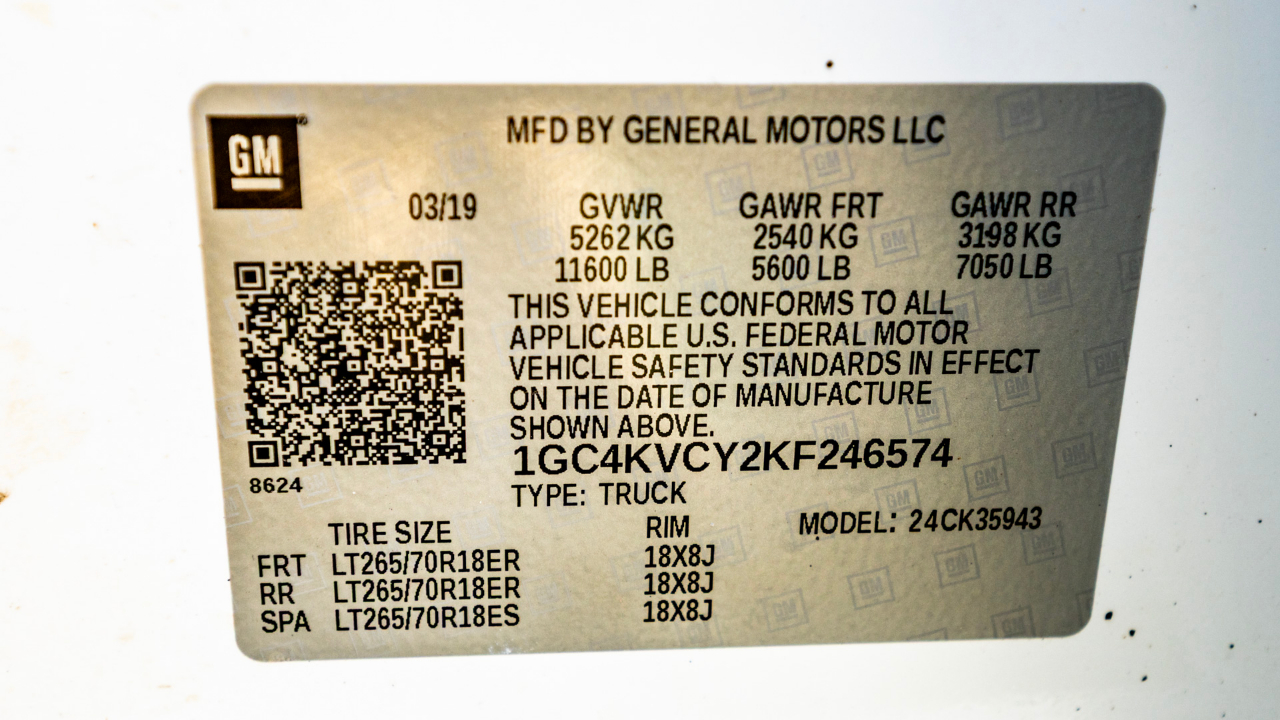 GM
MFD BY GENERAL MOTORS LLC
03/19 GVWR GAWR FRT GAWR RR
5262 KG 2540 KG 3198 KG
11600 LB 5600 LB 7050 LB
THIS VEHICLE CONFORMS TO ALL
APPLICABLE U.S. FEDERAL MOTOR
VEHICLE SAFETY STANDARDS IN EFFECT
ON THE DATE OF MANUFACTURE
SHOWN ABOVE.
1GC4KVCY2KF246574
8624
TYPE: TRUCK
TIRE SIZE RIM MODEL: 24CK35943
FRT LT265/70R18ER 18X8J
RR LT265/70R18ER 18X8J
SPA LT265/70R18ES 18X8J